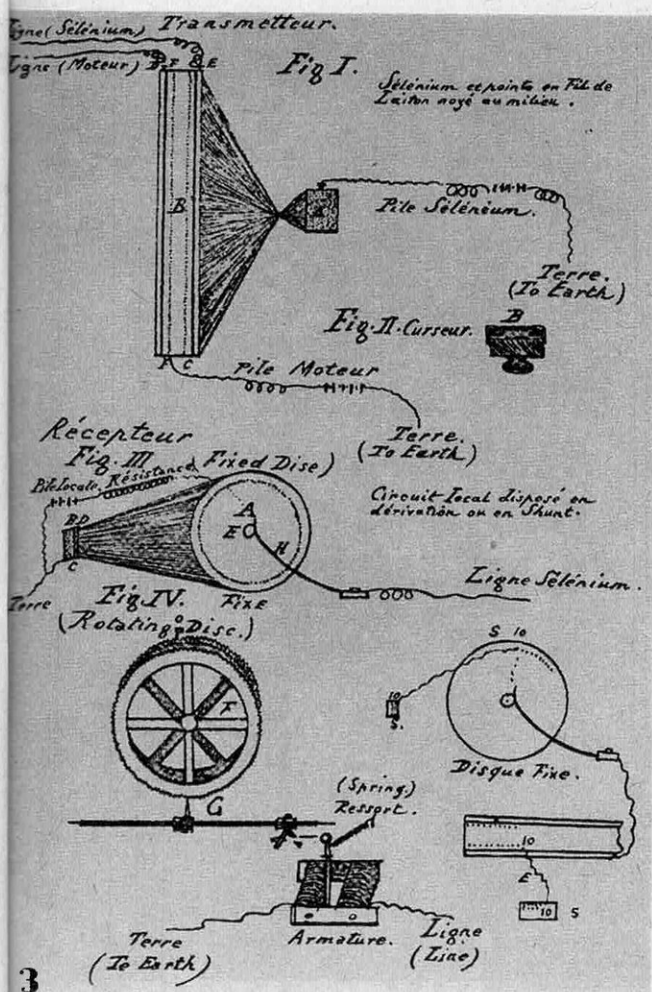 Ligne (Sélénium) Transmetteur.
Ligne (Moteur) D F E
Fig I.
Sélénium et points en Fil de
Laiton noyé au milieu.
B
A
Pile Sélénium.
Terre.
(To Earth)
B
Fig. II. Curseur.
F C
Pile Moteur
Terre.
(To Earth)
Récepteur
Fig. III
(Fixed Disc)
Pile locale. Résistance
Circuit local disposé en
dérivation ou en Shunt.
B D
A
E
H
C
Ligne Sélénium.
Terre
FixE
Fig. IV.
(Rotating Disc.)
S 10
F
10
S.
Disque Fixe.
G
(Spring)
Ressort.
10
E
10 S
Terre
(To Earth)
Armature.
Ligne
(Line)
3